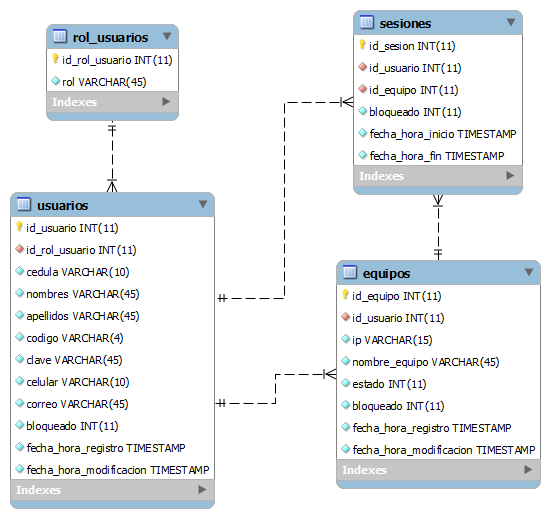 rol_usuarios
id_rol_usuario INT(11)
rol VARCHAR(45)
Indexes
sesiones
id_sesion INT(11)
id_usuario INT(11)
id_equipo INT(11)
bloqueado INT(11)
fecha_hora_inicio TIMESTAMP
fecha_hora_fin TIMESTAMP
Indexes
usuarios
id_usuario INT(11)
id_rol_usuario INT(11)
cedula VARCHAR(10)
nombres VARCHAR(45)
apellidos VARCHAR(45)
codigo VARCHAR(4)
clave VARCHAR(45)
celular VARCHAR(10)
correo VARCHAR(45)
bloqueado INT(11)
fecha_hora_registro TIMESTAMP
fecha_hora_modificacion TIMESTAMP
Indexes
equipos
id_equipo INT(11)
id_usuario INT(11)
ip VARCHAR(15)
nombre_equipo VARCHAR(45)
estado INT(11)
bloqueado INT(11)
fecha_hora_registro TIMESTAMP
fecha_hora_modificacion TIMESTAMP
Indexes